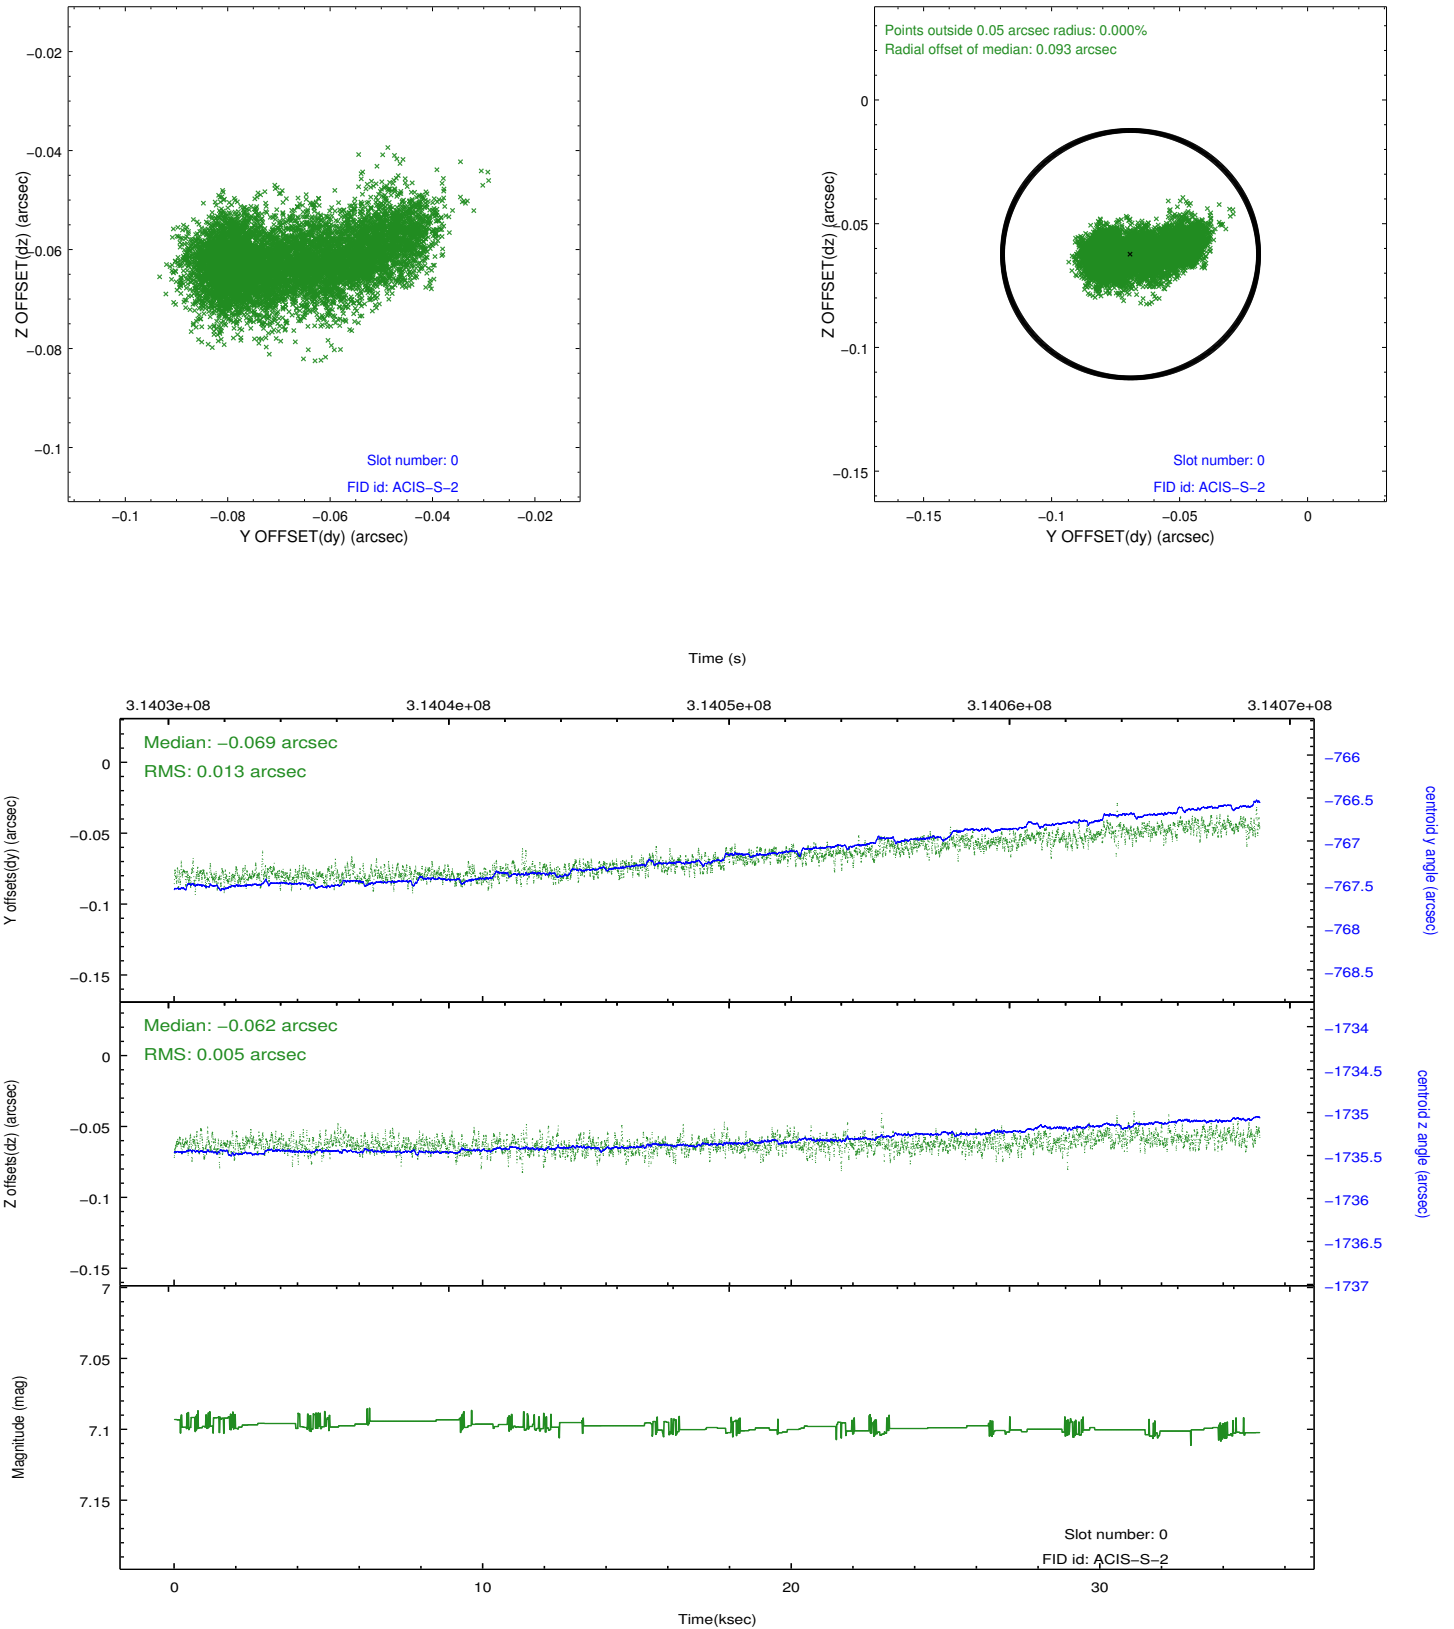 −0.02
−0.04
−0.06
−0.08
−0.1
Z OFFSET(dz) (arcsec)
Slot number: 0
FID id: ACIS−S−2
−0.1
−0.08
−0.06
−0.04
−0.02
Y OFFSET(dy) (arcsec)
Points outside 0.05 arcsec radius: 0.000%
Radial offset of median: 0.093 arcsec
0
−0.05
−0.1
−0.15
Z OFFSET(dz) (arcsec)
Slot number: 0
FID id: ACIS−S−2
−0.15
−0.1
−0.05
0
Y OFFSET(dy) (arcsec)
Time (s)
3.1403e+08
3.1404e+08
3.1405e+08
3.1406e+08
3.1407e+08
Median: −0.069 arcsec
RMS: 0.013 arcsec
0
−0.05
−0.1
−0.15
Y offsets(dy) (arcsec)
−766
−766.5
−767
−767.5
−768
−768.5
centroid y angle (arcsec)
Median: −0.062 arcsec
RMS: 0.005 arcsec
0
−0.05
−0.1
−0.15
Z offsets(dz) (arcsec)
−1734
−1734.5
−1735
−1735.5
−1736
−1736.5
−1737
centroid z angle (arcsec)
7
7.05
7.1
7.15
Magnitude (mag)
Slot number: 0
FID id: ACIS−S−2
0
10
20
30
Time(ksec)